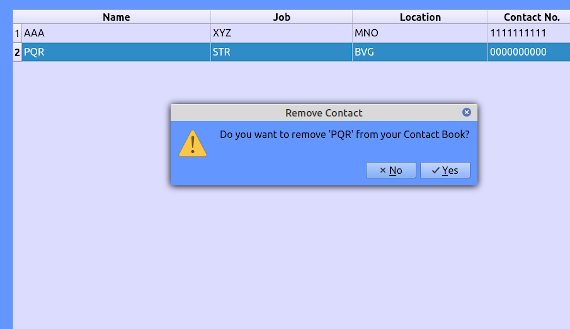 Name Job Location Contact No.
1 AAA XYZ MNO 1111111111
2 PQR STR BVG 0000000000
Remove Contact
Do you want to remove 'PQR' from your Contact Book?
No Yes